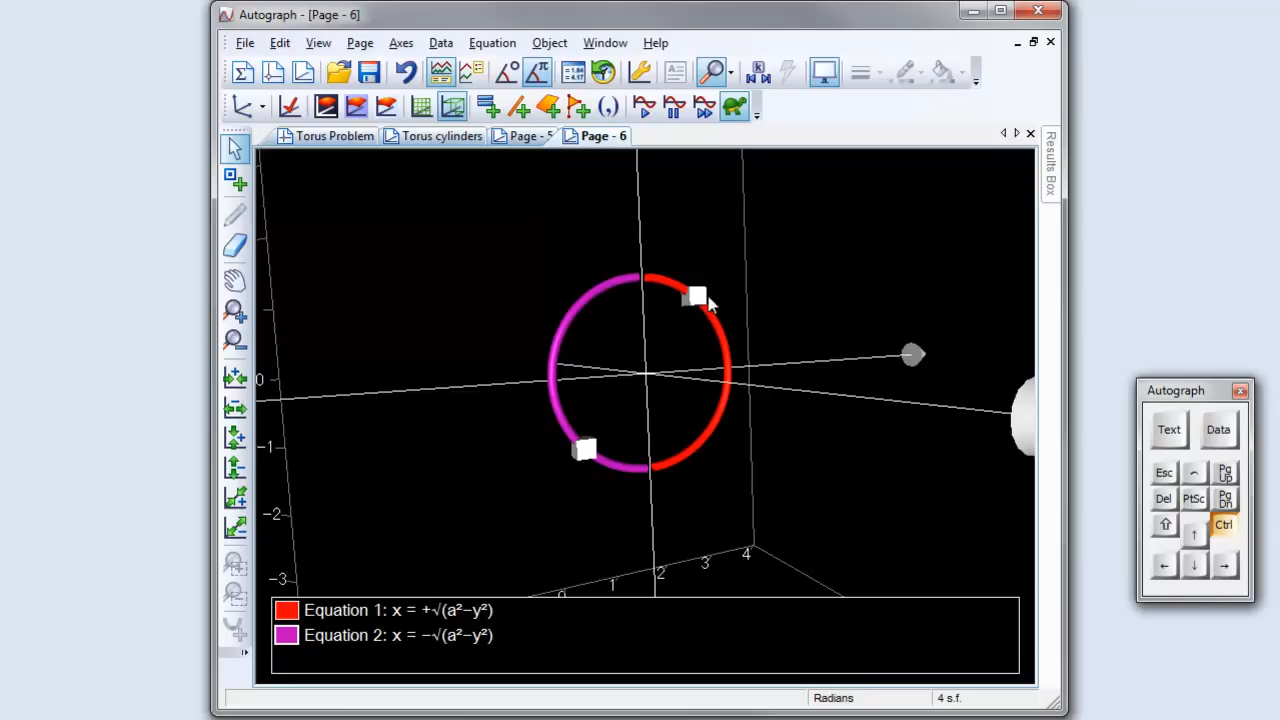 Autograph - [Page - 6]
File Edit View Page Axes Data Equation Object Window Help
Torus Problem Torus cylinders Page - 5 Page - 6
Results Box
0
-1
-2
-3
0 1 2 3 4
Equation 1: x = +√(a²−y²)
Equation 2: x = −√(a²−y²)
Radians 4 s.f.
Autograph
Text Data
Esc Pg Up
Del PtSc Pg Dn
Ctrl